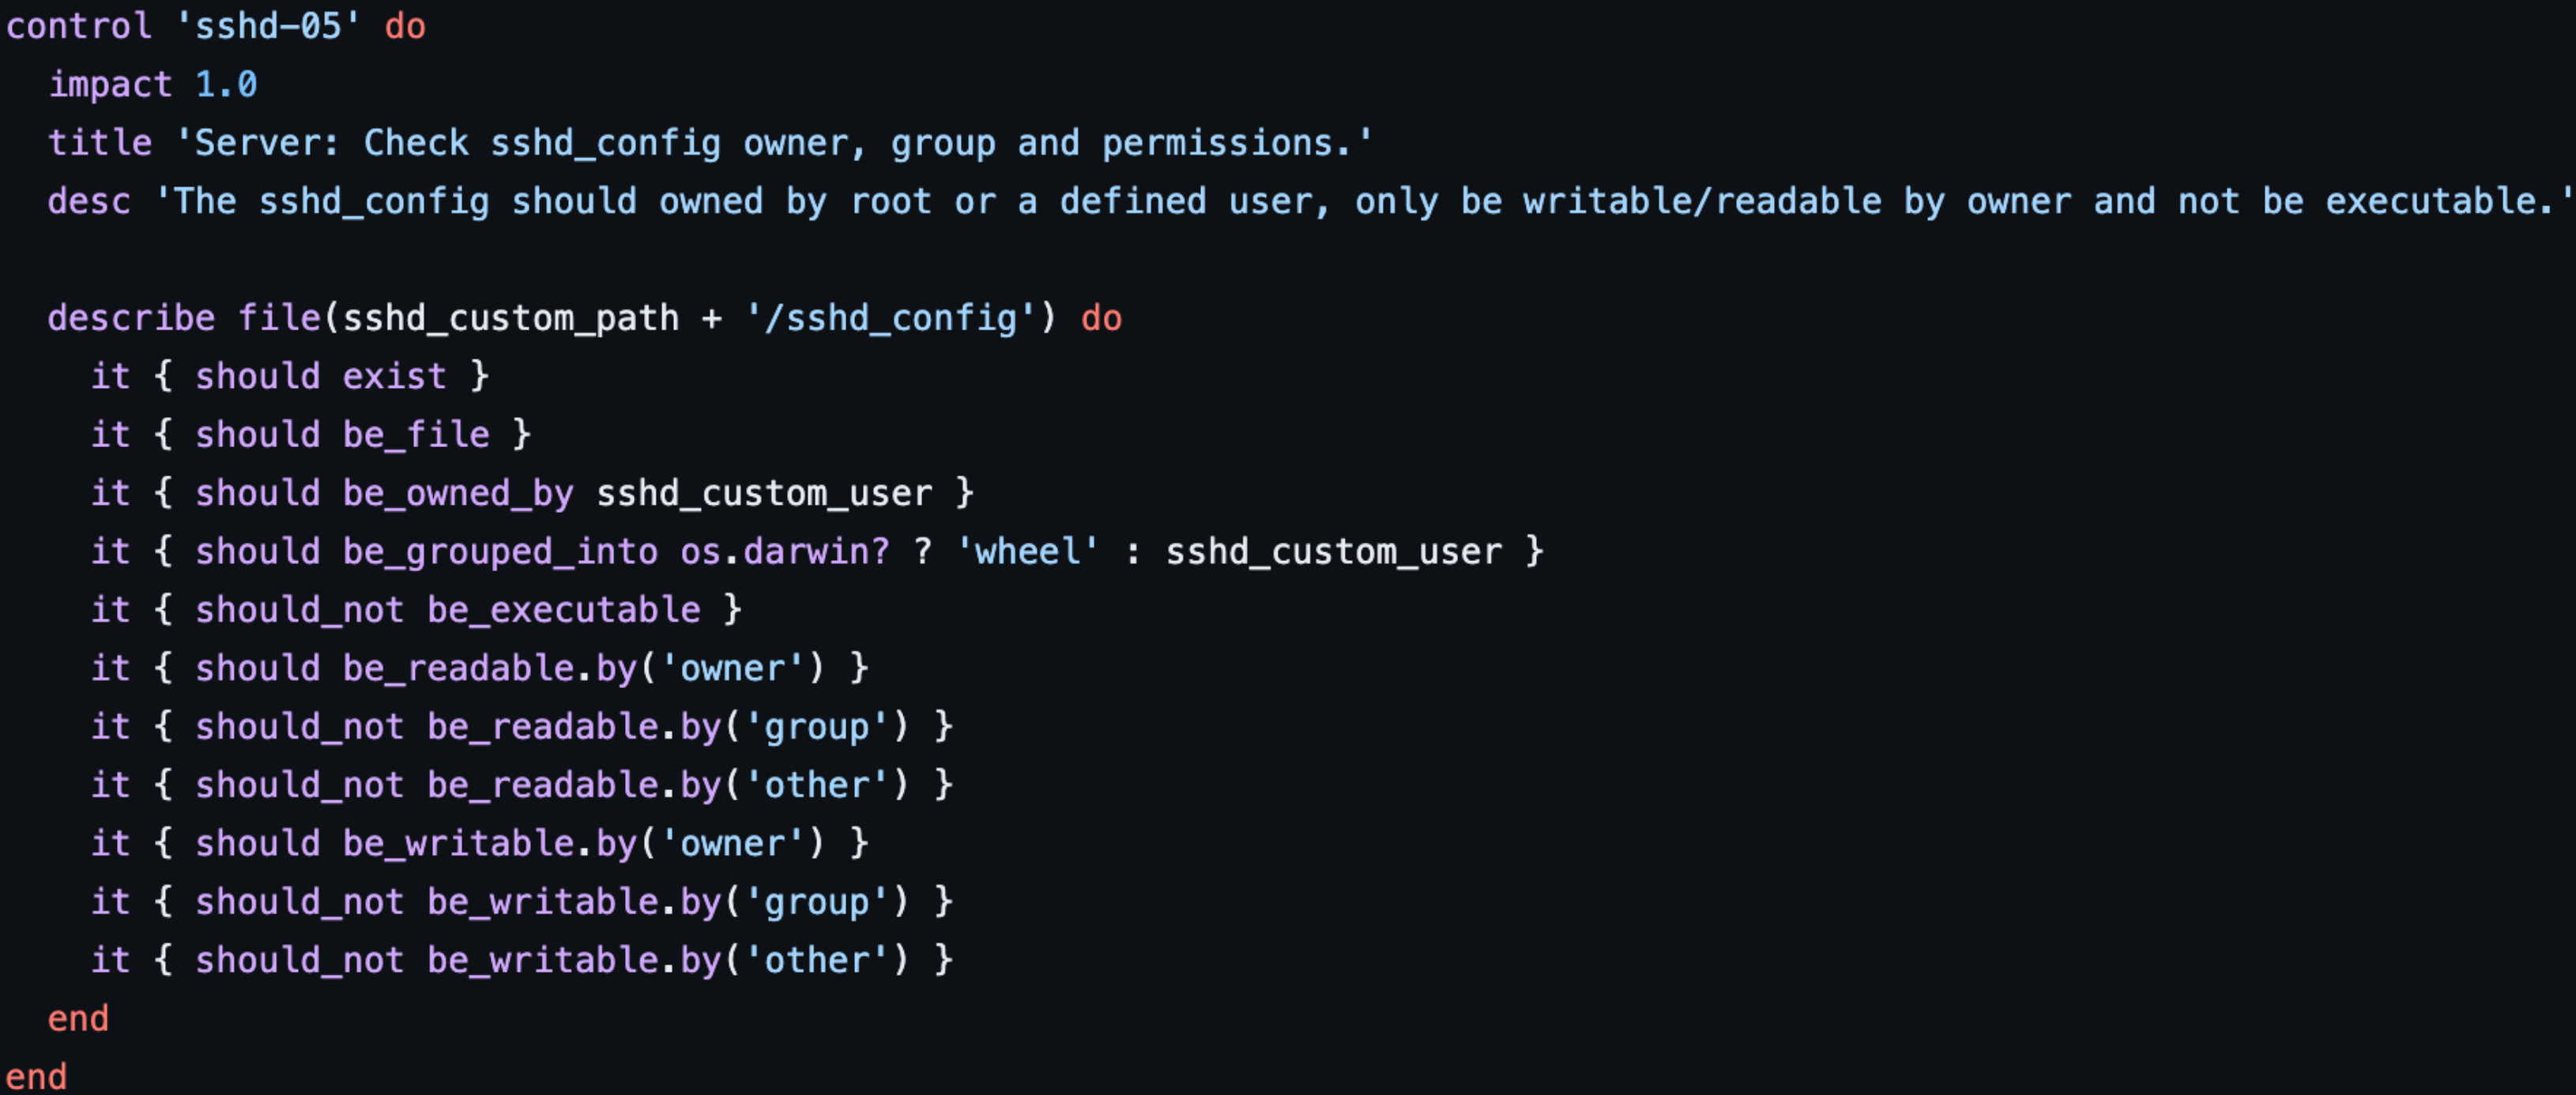 control 'sshd-05' do
  impact 1.0
  title 'Server: Check sshd_config owner, group and permissions.'
  desc 'The sshd_config should owned by root or a defined user, only be writable/readable by owner and not be executable.'

  describe file(sshd_custom_path + '/sshd_config') do
    it { should exist }
    it { should be_file }
    it { should be_owned_by sshd_custom_user }
    it { should be_grouped_into os.darwin? ? 'wheel' : sshd_custom_user }
    it { should_not be_executable }
    it { should be_readable.by('owner') }
    it { should_not be_readable.by('group') }
    it { should_not be_readable.by('other') }
    it { should be_writable.by('owner') }
    it { should_not be_writable.by('group') }
    it { should_not be_writable.by('other') }
  end
end